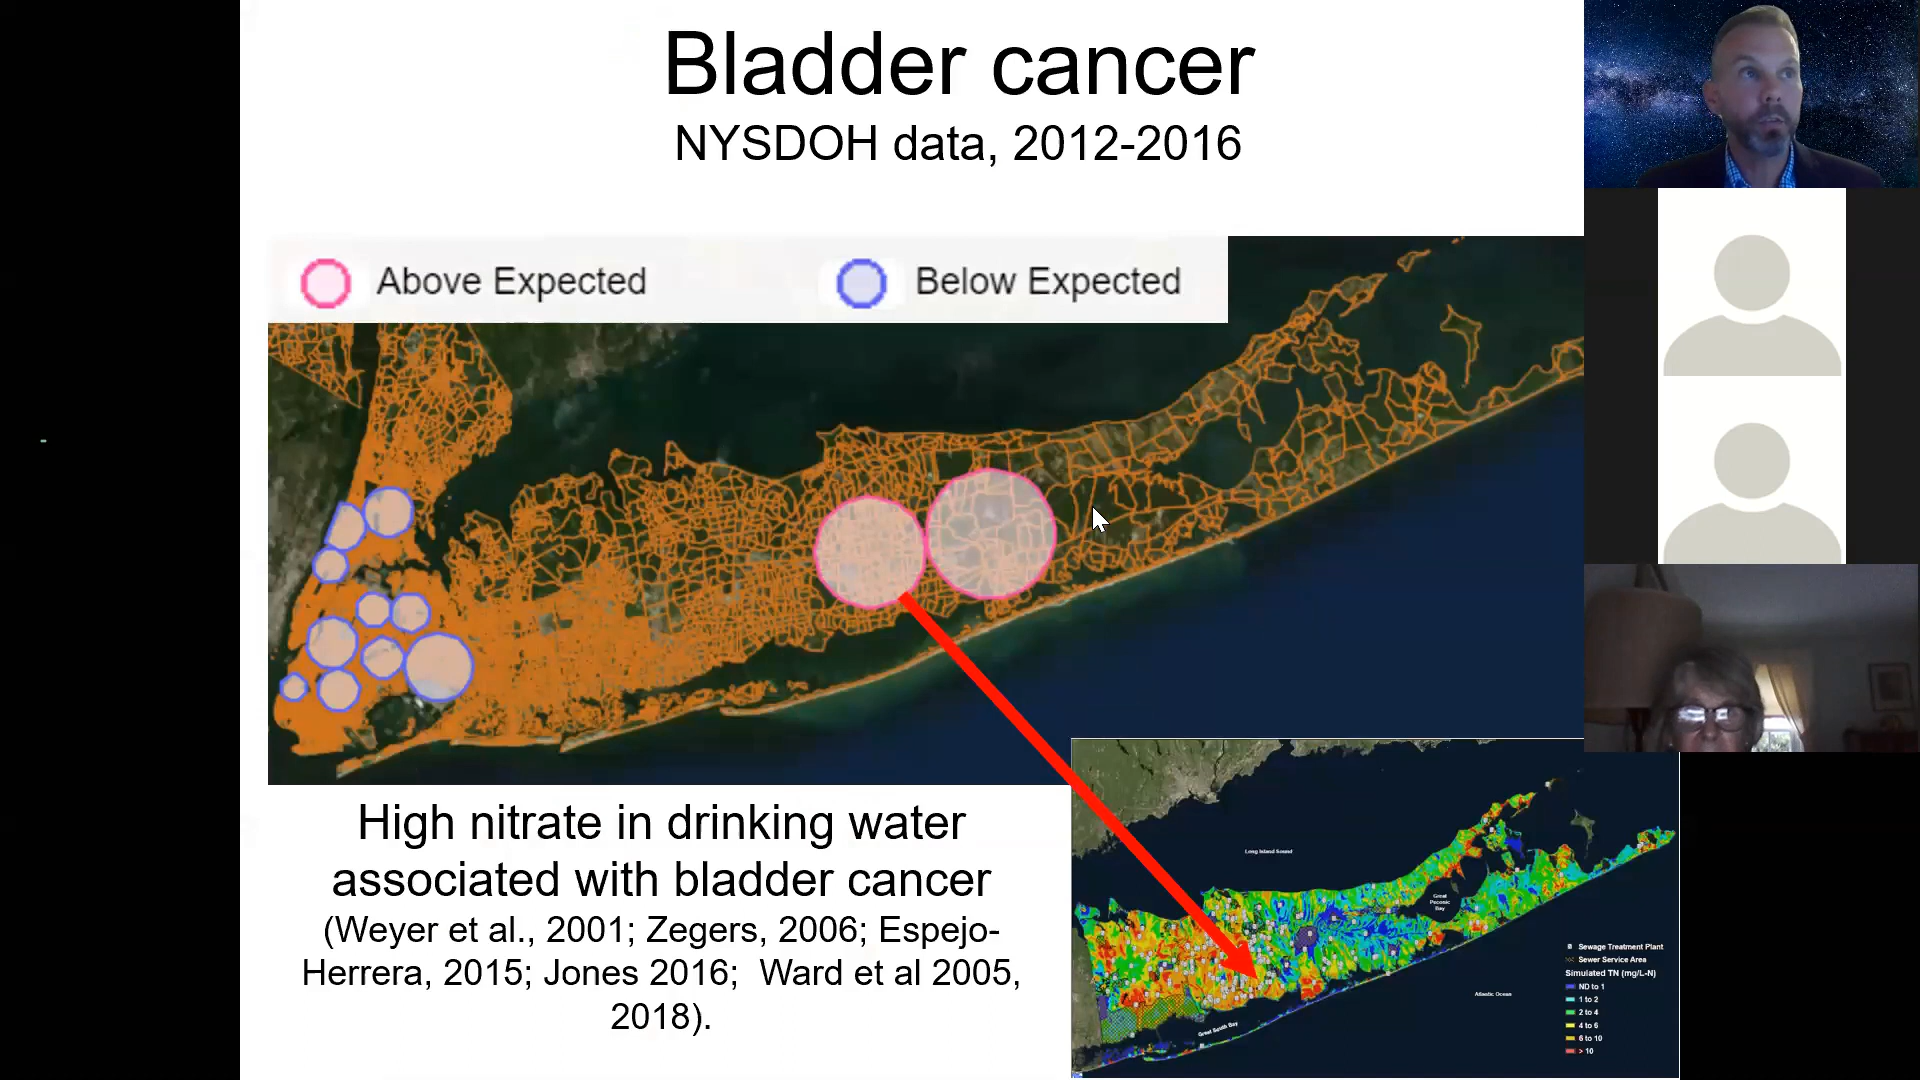 Bladder cancer
NYSDOH data, 2012-2016
Above Expected
Below Expected
High nitrate in drinking water
associated with bladder cancer
(Weyer et al., 2001; Zegers, 2006; Espejo-
Herrera, 2015; Jones 2016;  Ward et al 2005,
2018).
Long Island Sound
Great
Peconic
Bay
Great South Bay
Atlantic Ocean
Sewage Treatment Plant
Sewer Service Area
Simulated TN (mg/L-N)
ND to 1
1 to 2
2 to 4
4 to 6
6 to 10
> 10